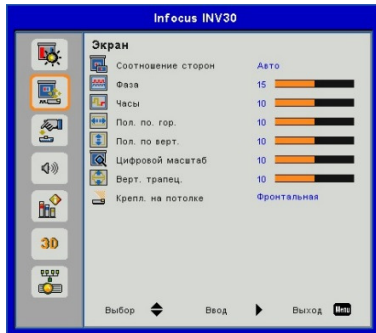 Infocus INV30
Экран
Соотношение сторон Авто
Фаза 15
Часы 10
Пол. по. гор. 10
Пол. по верт. 10
Цифровой масштаб 10
Верт. трапец. 10
Крепл. на потолке Фронтальная
3D
Выбор Ввод Выход Menu